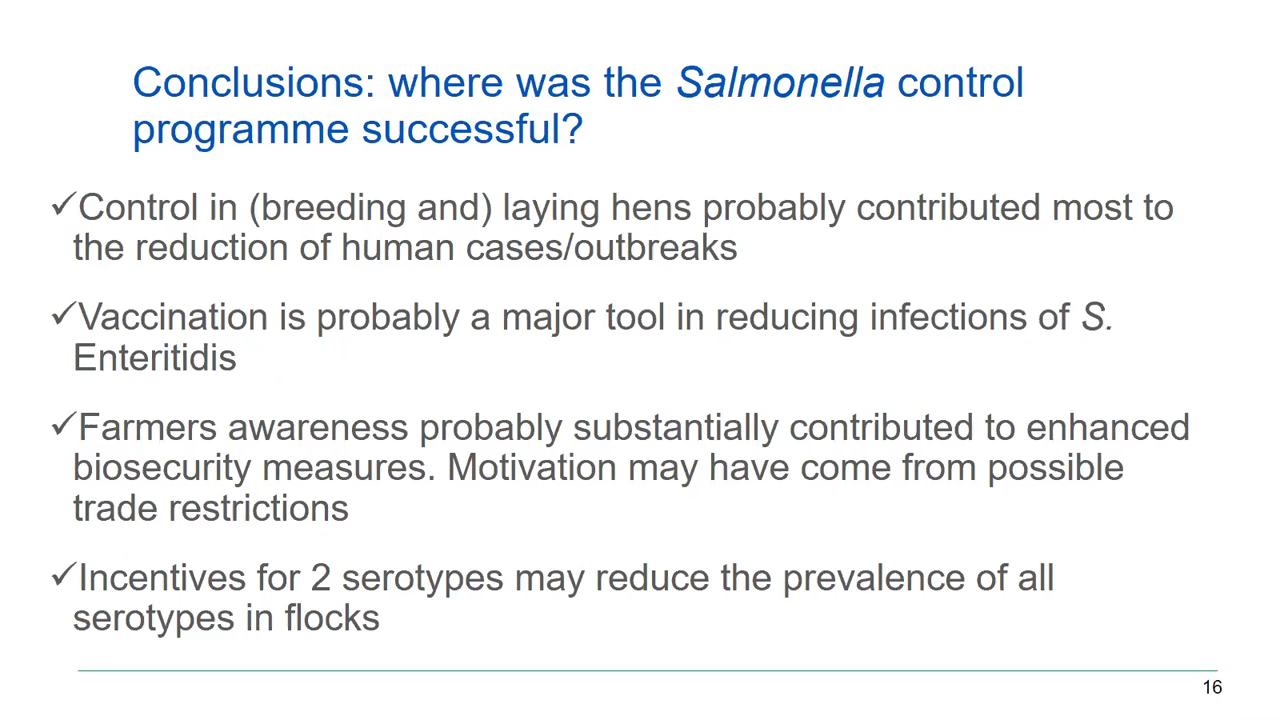 Conclusions: where was the Salmonella control
programme successful?
✓Control in (breeding and) laying hens probably contributed most to
the reduction of human cases/outbreaks
✓Vaccination is probably a major tool in reducing infections of S.
Enteritidis
✓Farmers awareness probably substantially contributed to enhanced
biosecurity measures. Motivation may have come from possible
trade restrictions
✓Incentives for 2 serotypes may reduce the prevalence of all
serotypes in flocks
16